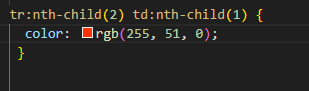 tr:nth-child(2) td:nth-child(1) {
color: rgb(255, 51, 0);
}